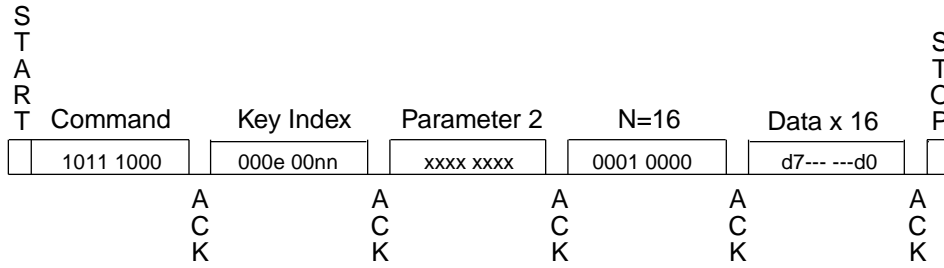 START
Command
Key Index
Parameter 2
N=16
Data x 16
STOP
1011 1000
000e 00nn
xxxx xxxx
0001 0000
d7--- ---d0
ACK
ACK
ACK
ACK
ACK